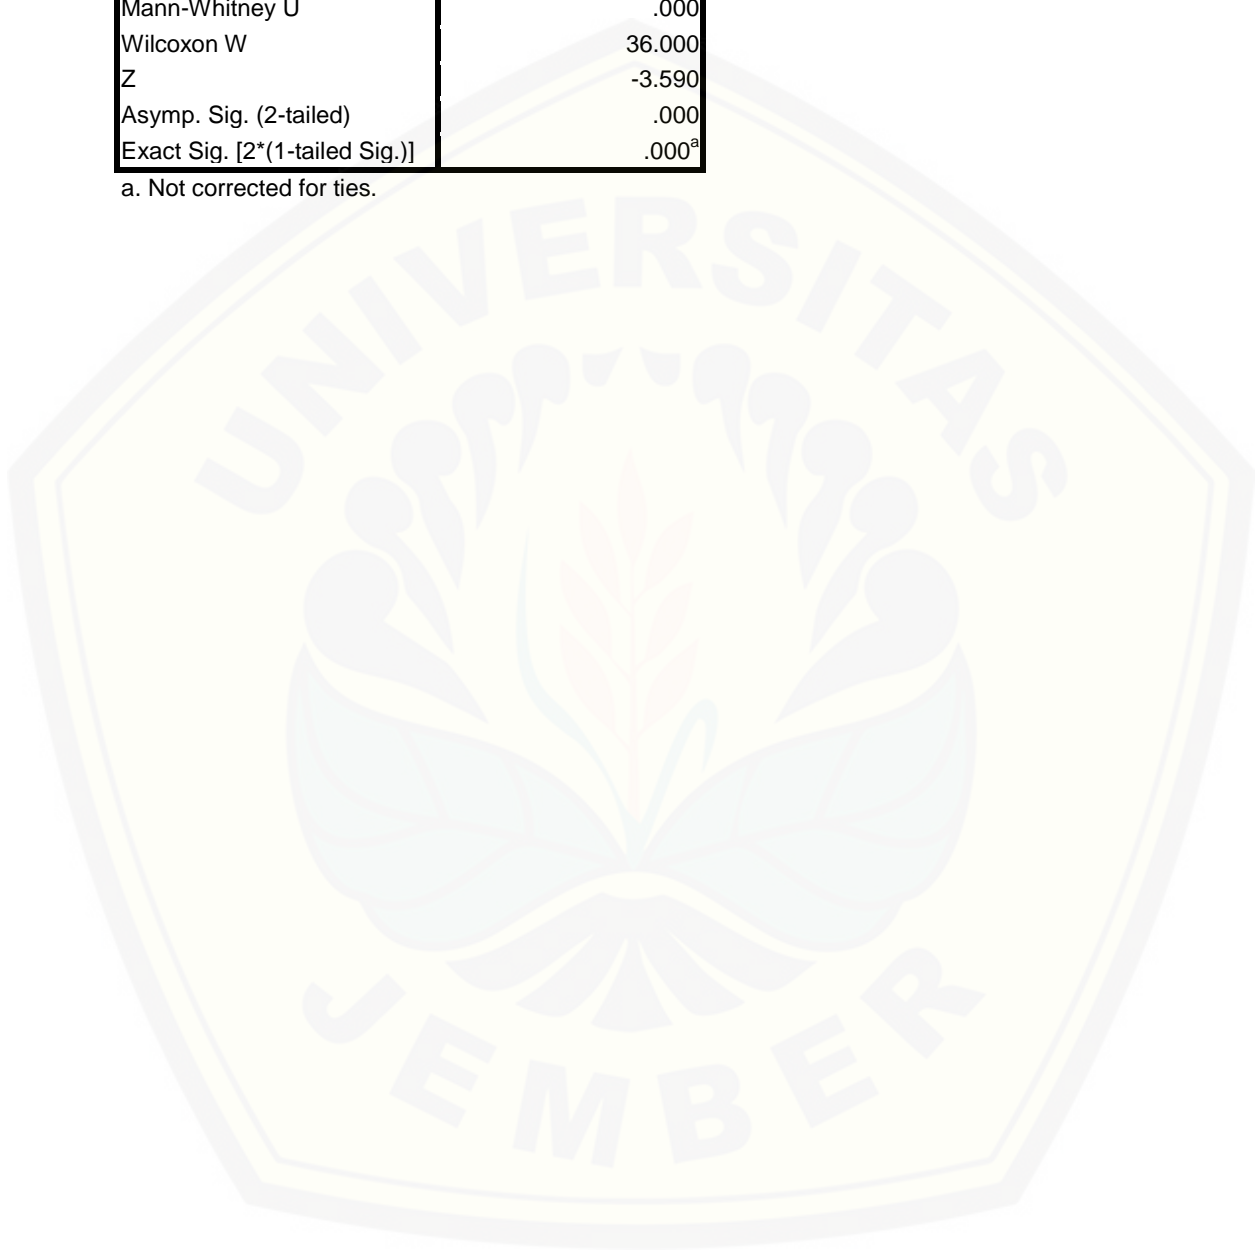 Mann-Whitney U .000
Wilcoxon W 36.000
Z -3.590
Asymp. Sig. (2-tailed) .000
Exact Sig. [2*(1-tailed Sig.)] .000a
a. Not corrected for ties.
UNIVERSITAS
JEMBER